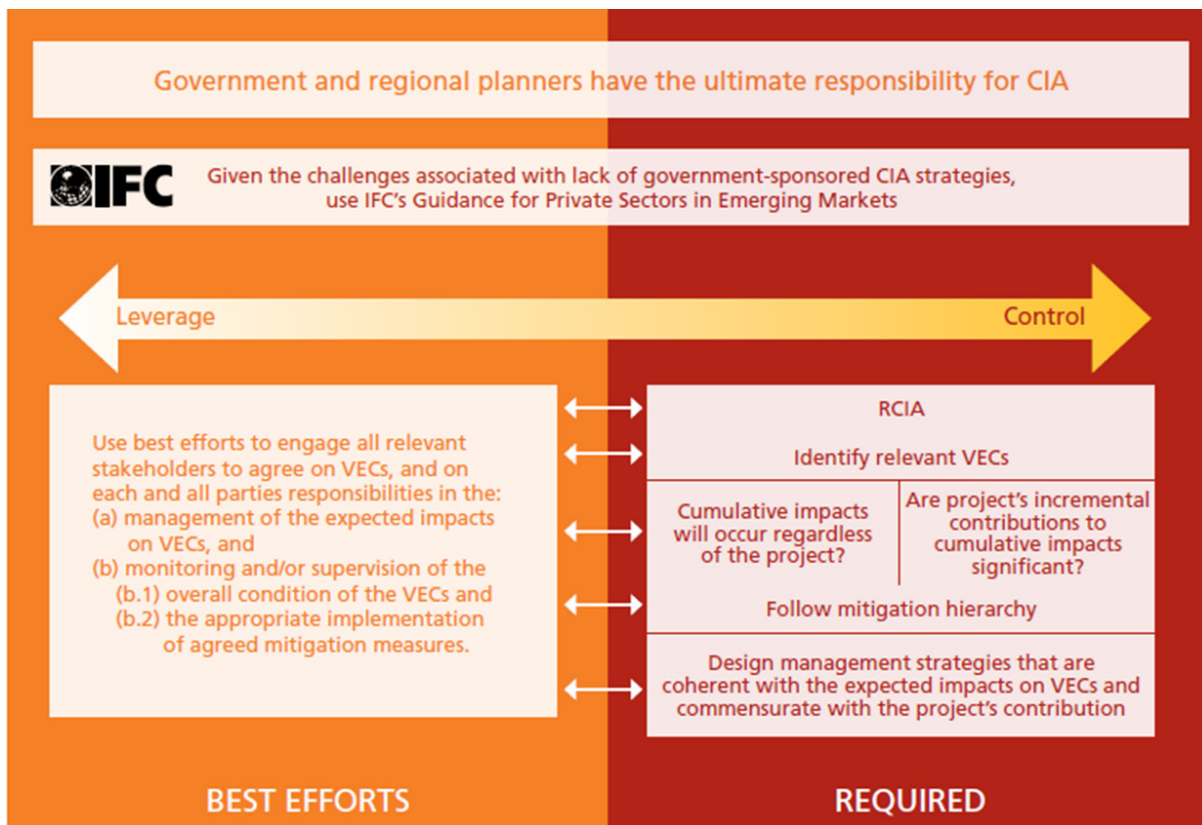 Government and regional planners have the ultimate responsibility for CIA
IFC
Given the challenges associated with lack of government-sponsored CIA strategies,
use IFC's Guidance for Private Sectors in Emerging Markets
Leverage
Control
Use best efforts to engage all relevant
stakeholders to agree on VECs, and on
each and all parties responsibilities in the:
(a) management of the expected impacts
on VECs, and
(b) monitoring and/or supervision of the
(b.1) overall condition of the VECs and
(b.2) the appropriate implementation
of agreed mitigation measures.
RCIA
Identify relevant VECs
Cumulative impacts
will occur regardless
of the project?
Are project's incremental
contributions to
cumulative impacts
significant?
Follow mitigation hierarchy
Design management strategies that are
coherent with the expected impacts on VECs and
commensurate with the project's contribution
BEST EFFORTS
REQUIRED